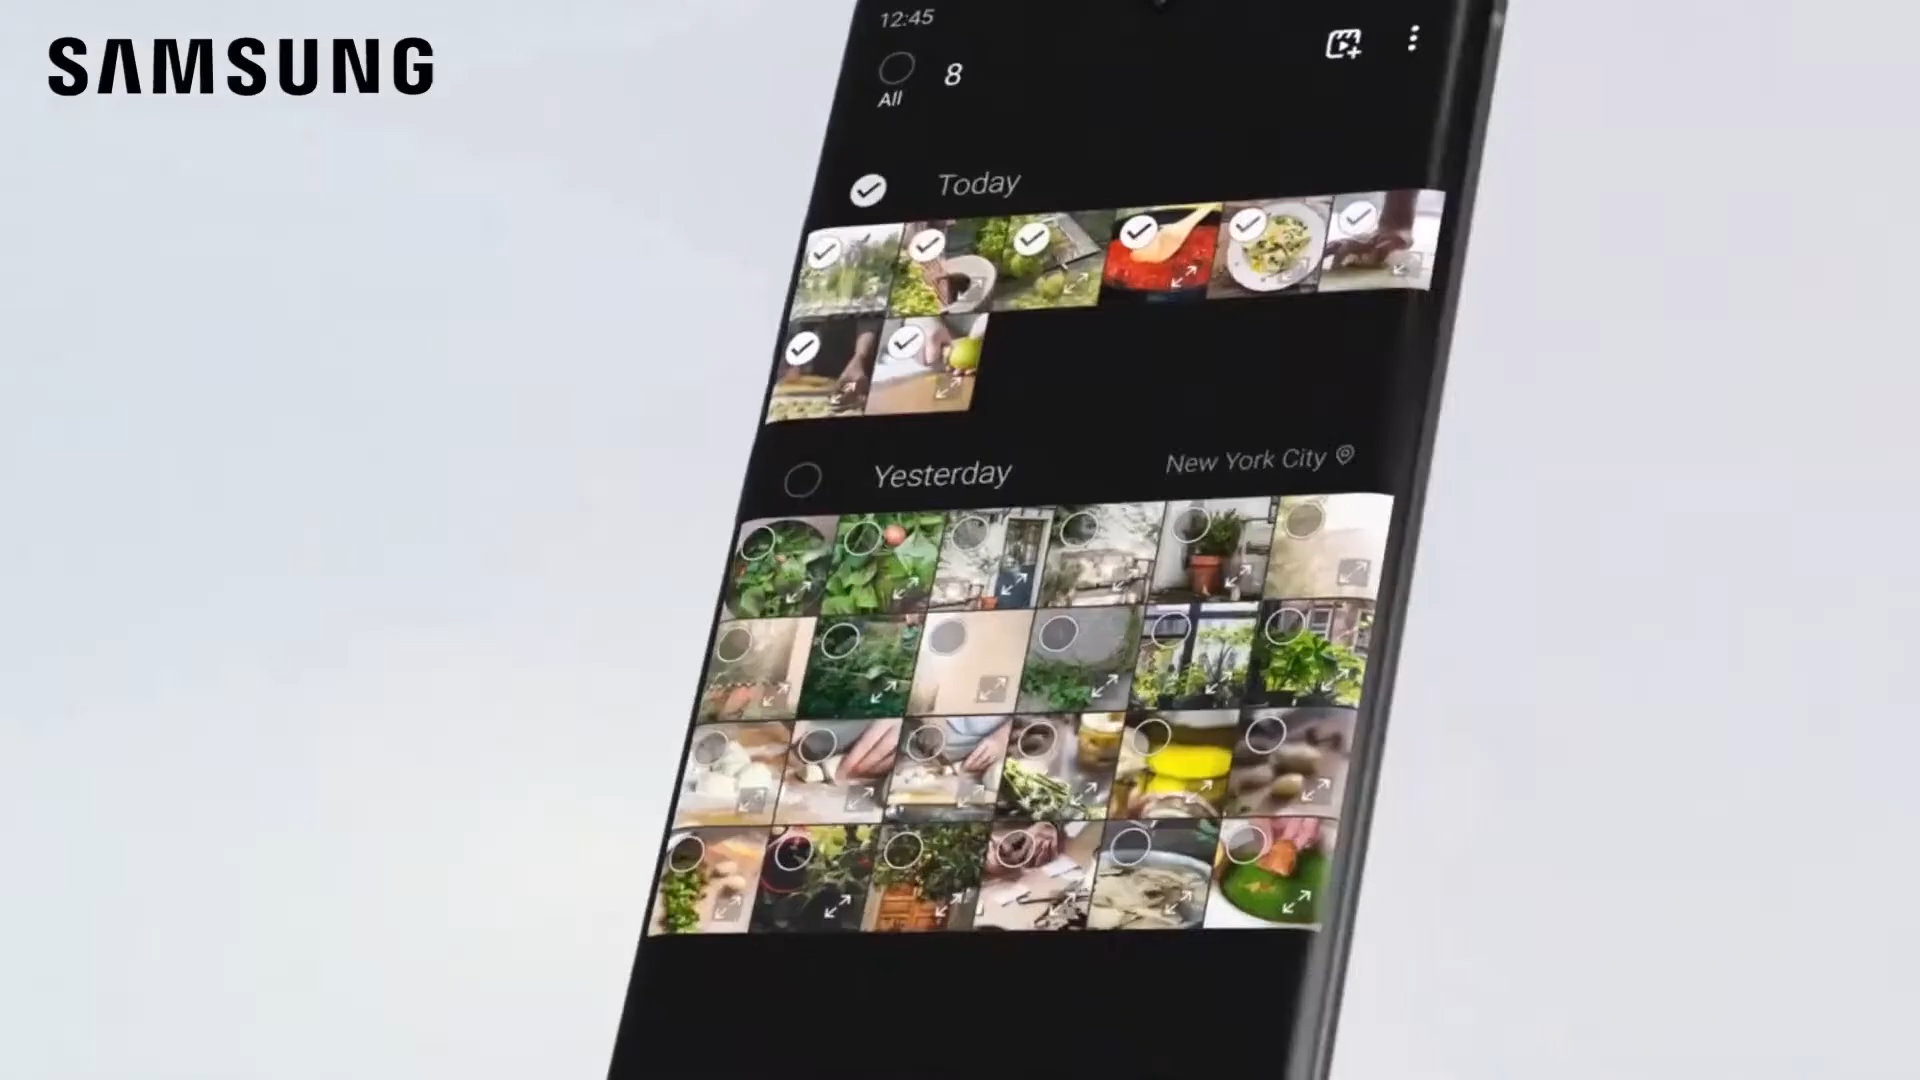 SAMSUNG
12:45
8
All
Today
Yesterday
New York City